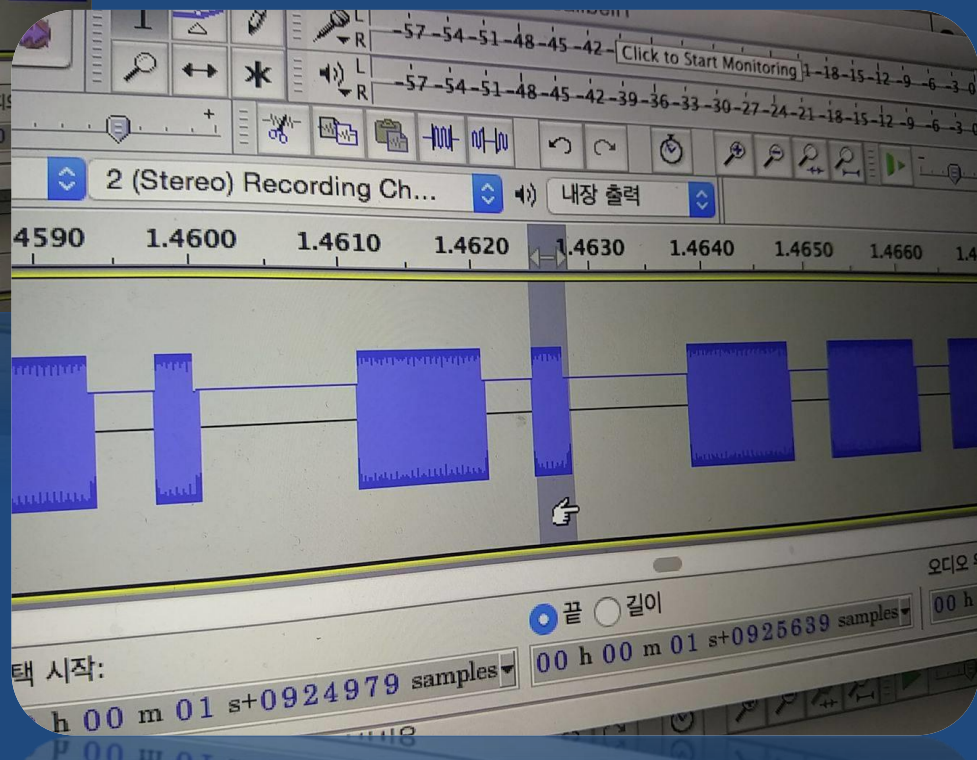 L
R
-57 -54 -51 -48 -45 -42 -
Click to Start Monitoring
1 -18 -15 -12 -9 -6 -3 0
L
R
-57 -54 -51 -48 -45 -42 -39 -36 -33 -30 -27 -24 -21 -18 -15 -12 -9 -6 -3 0
+
-
2 (Stereo) Recording Ch...
내장 출력
4590 1.4600 1.4610 1.4620 1.4630 1.4640 1.4650 1.4660 1.4
오디오
끝 길이
00 h
00 h 00 m 01 s+0925639 samples
택 시작:
h 00 m 01 s+0924979 samples